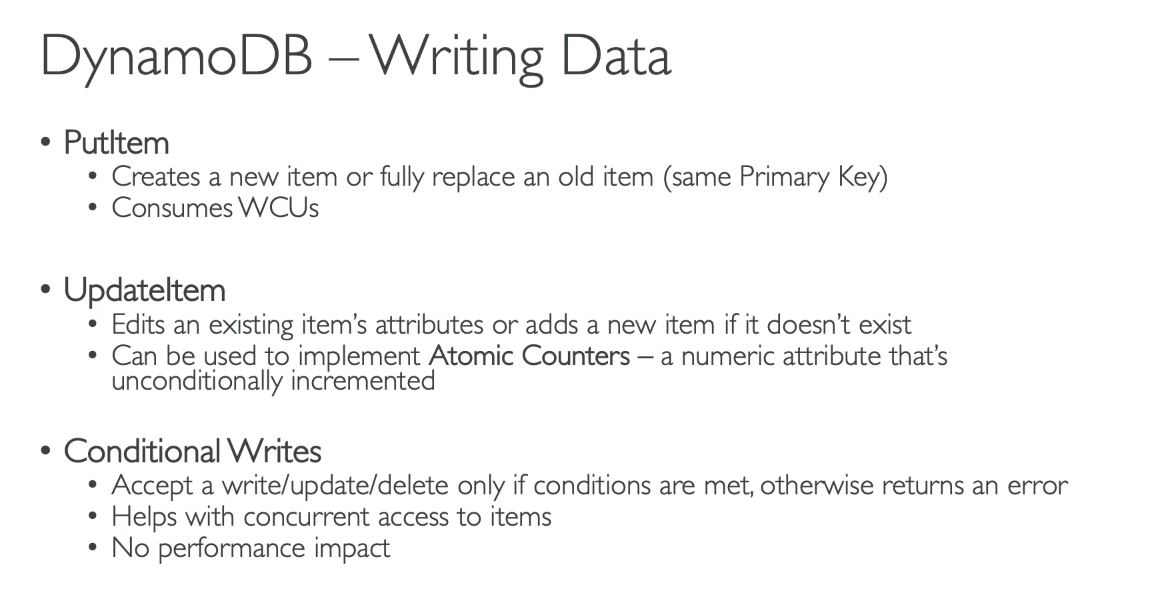 DynamoDB – Writing Data
• PutItem
• Creates a new item or fully replace an old item (same Primary Key)
• Consumes WCUs
• UpdateItem
• Edits an existing item’s attributes or adds a new item if it doesn’t exist
• Can be used to implement Atomic Counters – a numeric attribute that’s
unconditionally incremented
• Conditional Writes
• Accept a write/update/delete only if conditions are met, otherwise returns an error
• Helps with concurrent access to items
• No performance impact